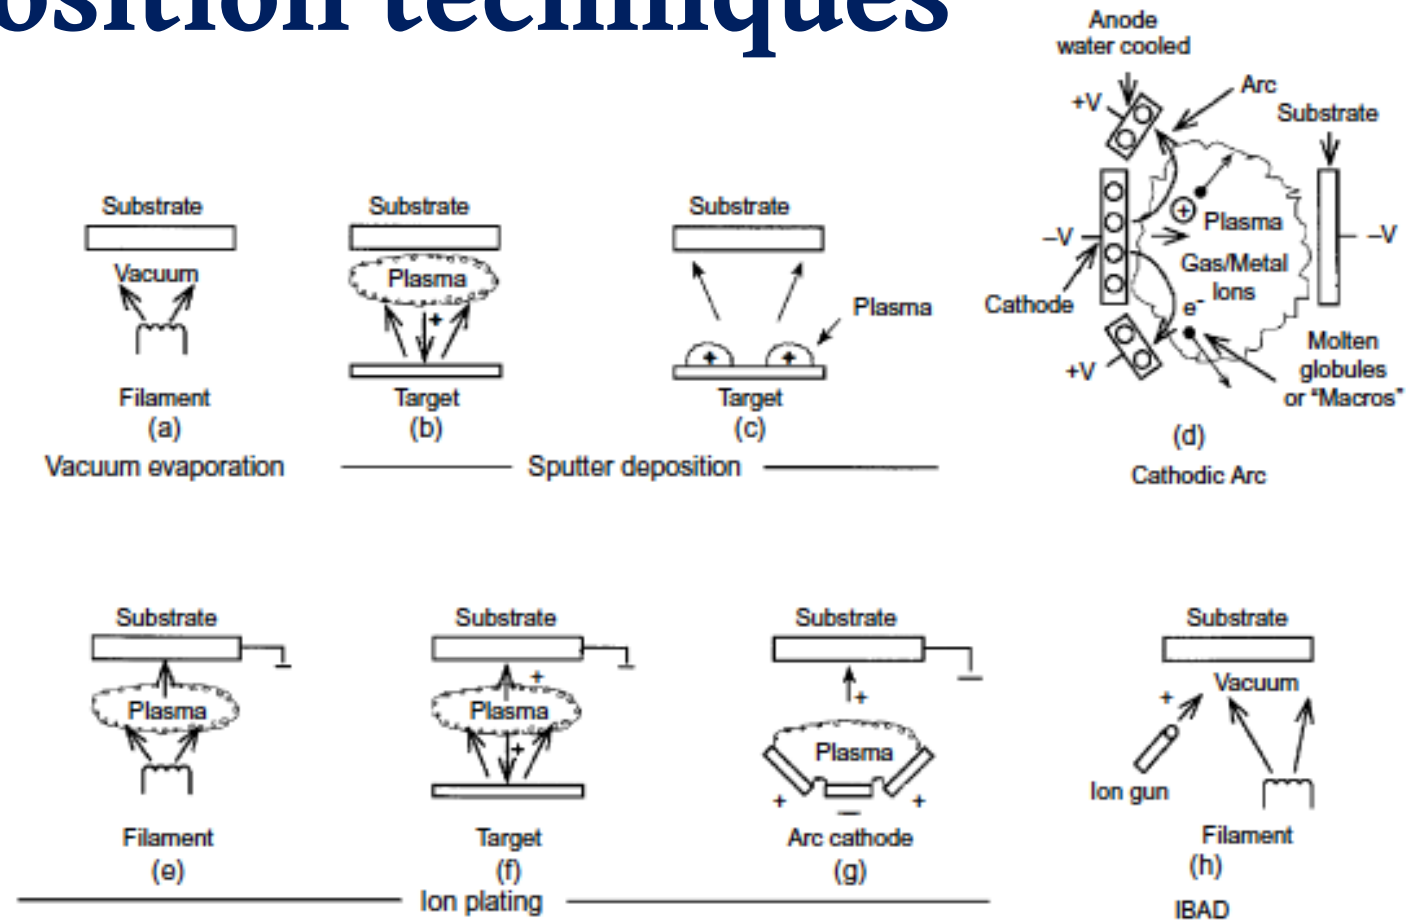 osition techniques
Anode
water cooled
+V
Arc
Substrate
Substrate
Vacuum
Filament
(a)
Vacuum evaporation
Substrate
Plasma
+
Target
(b)
Substrate
Plasma
+ +
Target
(c)
Sputter deposition
–V
+
Plasma
Gas/Metal
Ions
–V
Cathode
e-
+V
Molten
globules
or "Macros"
(d)
Cathodic Arc
Substrate
Plasma
Filament
(e)
Substrate
+
Plasma
+
Target
(f)
Substrate
+
Plasma
+ – +
Arc cathode
(g)
Ion plating
Substrate
Vacuum
+
Ion gun
Filament
(h)
IBAD